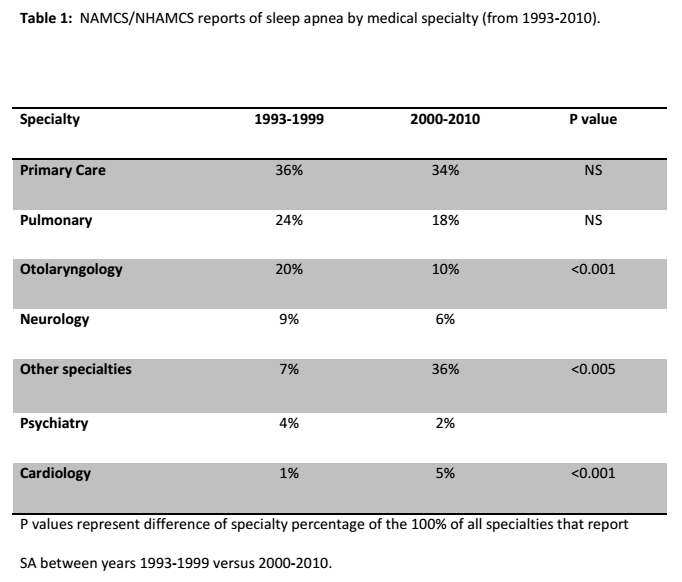 Table 1: NAMCS/NHAMCS reports of sleep apnea by medical specialty (from 1993-2010).
Specialty 1993-1999 2000-2010 P value
Primary Care 36% 34% NS
Pulmonary 24% 18% NS
Otolaryngology 20% 10% <0.001
Neurology 9% 6%
Other specialties 7% 36% <0.005
Psychiatry 4% 2%
Cardiology 1% 5% <0.001
P values represent difference of specialty percentage of the 100% of all specialties that report
SA between years 1993-1999 versus 2000-2010.